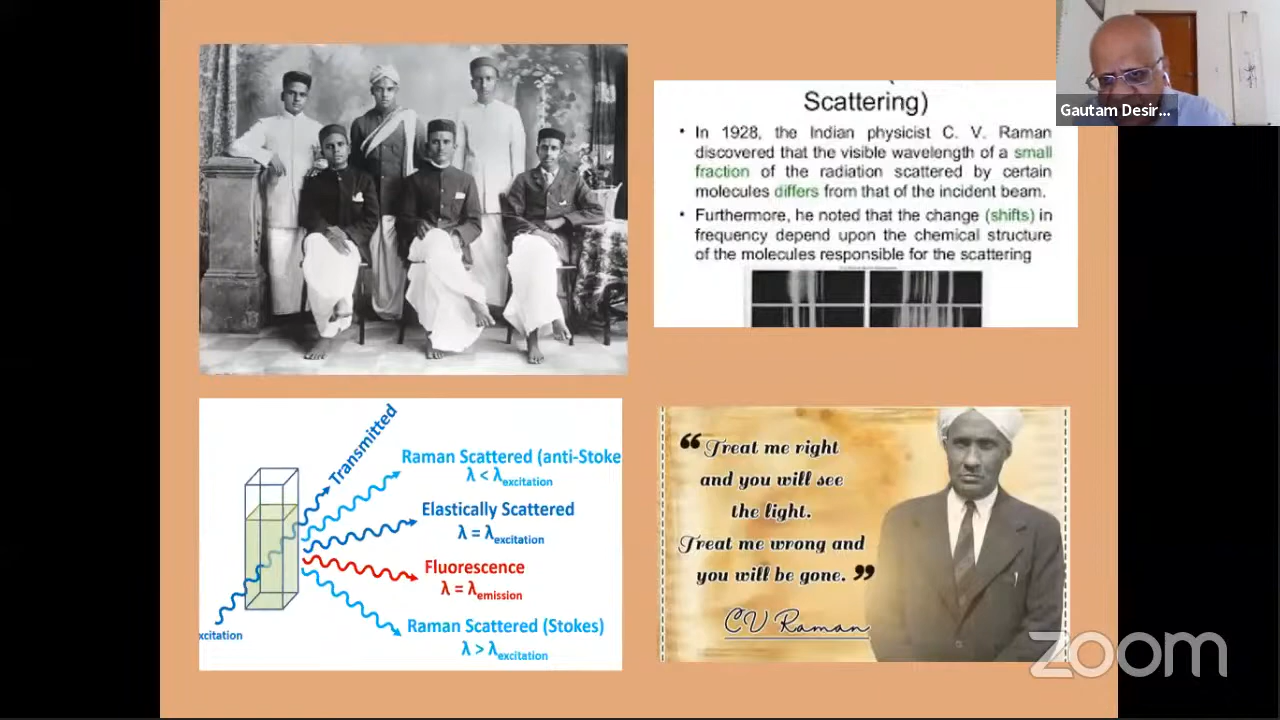 Scattering)
• In 1928, the Indian physicist C. V. Raman
discovered that the visible wavelength of a small
fraction of the radiation scattered by certain
molecules differs from that of the incident beam.
• Furthermore, he noted that the change (shifts) in
frequency depend upon the chemical structure
of the molecules responsible for the scattering
Gautam Desir...
Transmitted
Raman Scattered (anti-Stoke
λ < λexcitation
Elastically Scattered
λ = λexcitation
Fluorescence
λ = λemission
Raman Scattered (Stokes)
λ > λexcitation
xcitation
“Treat me right
and you will see
the light.
Treat me wrong and
you will be gone.”
CV Raman
zoom